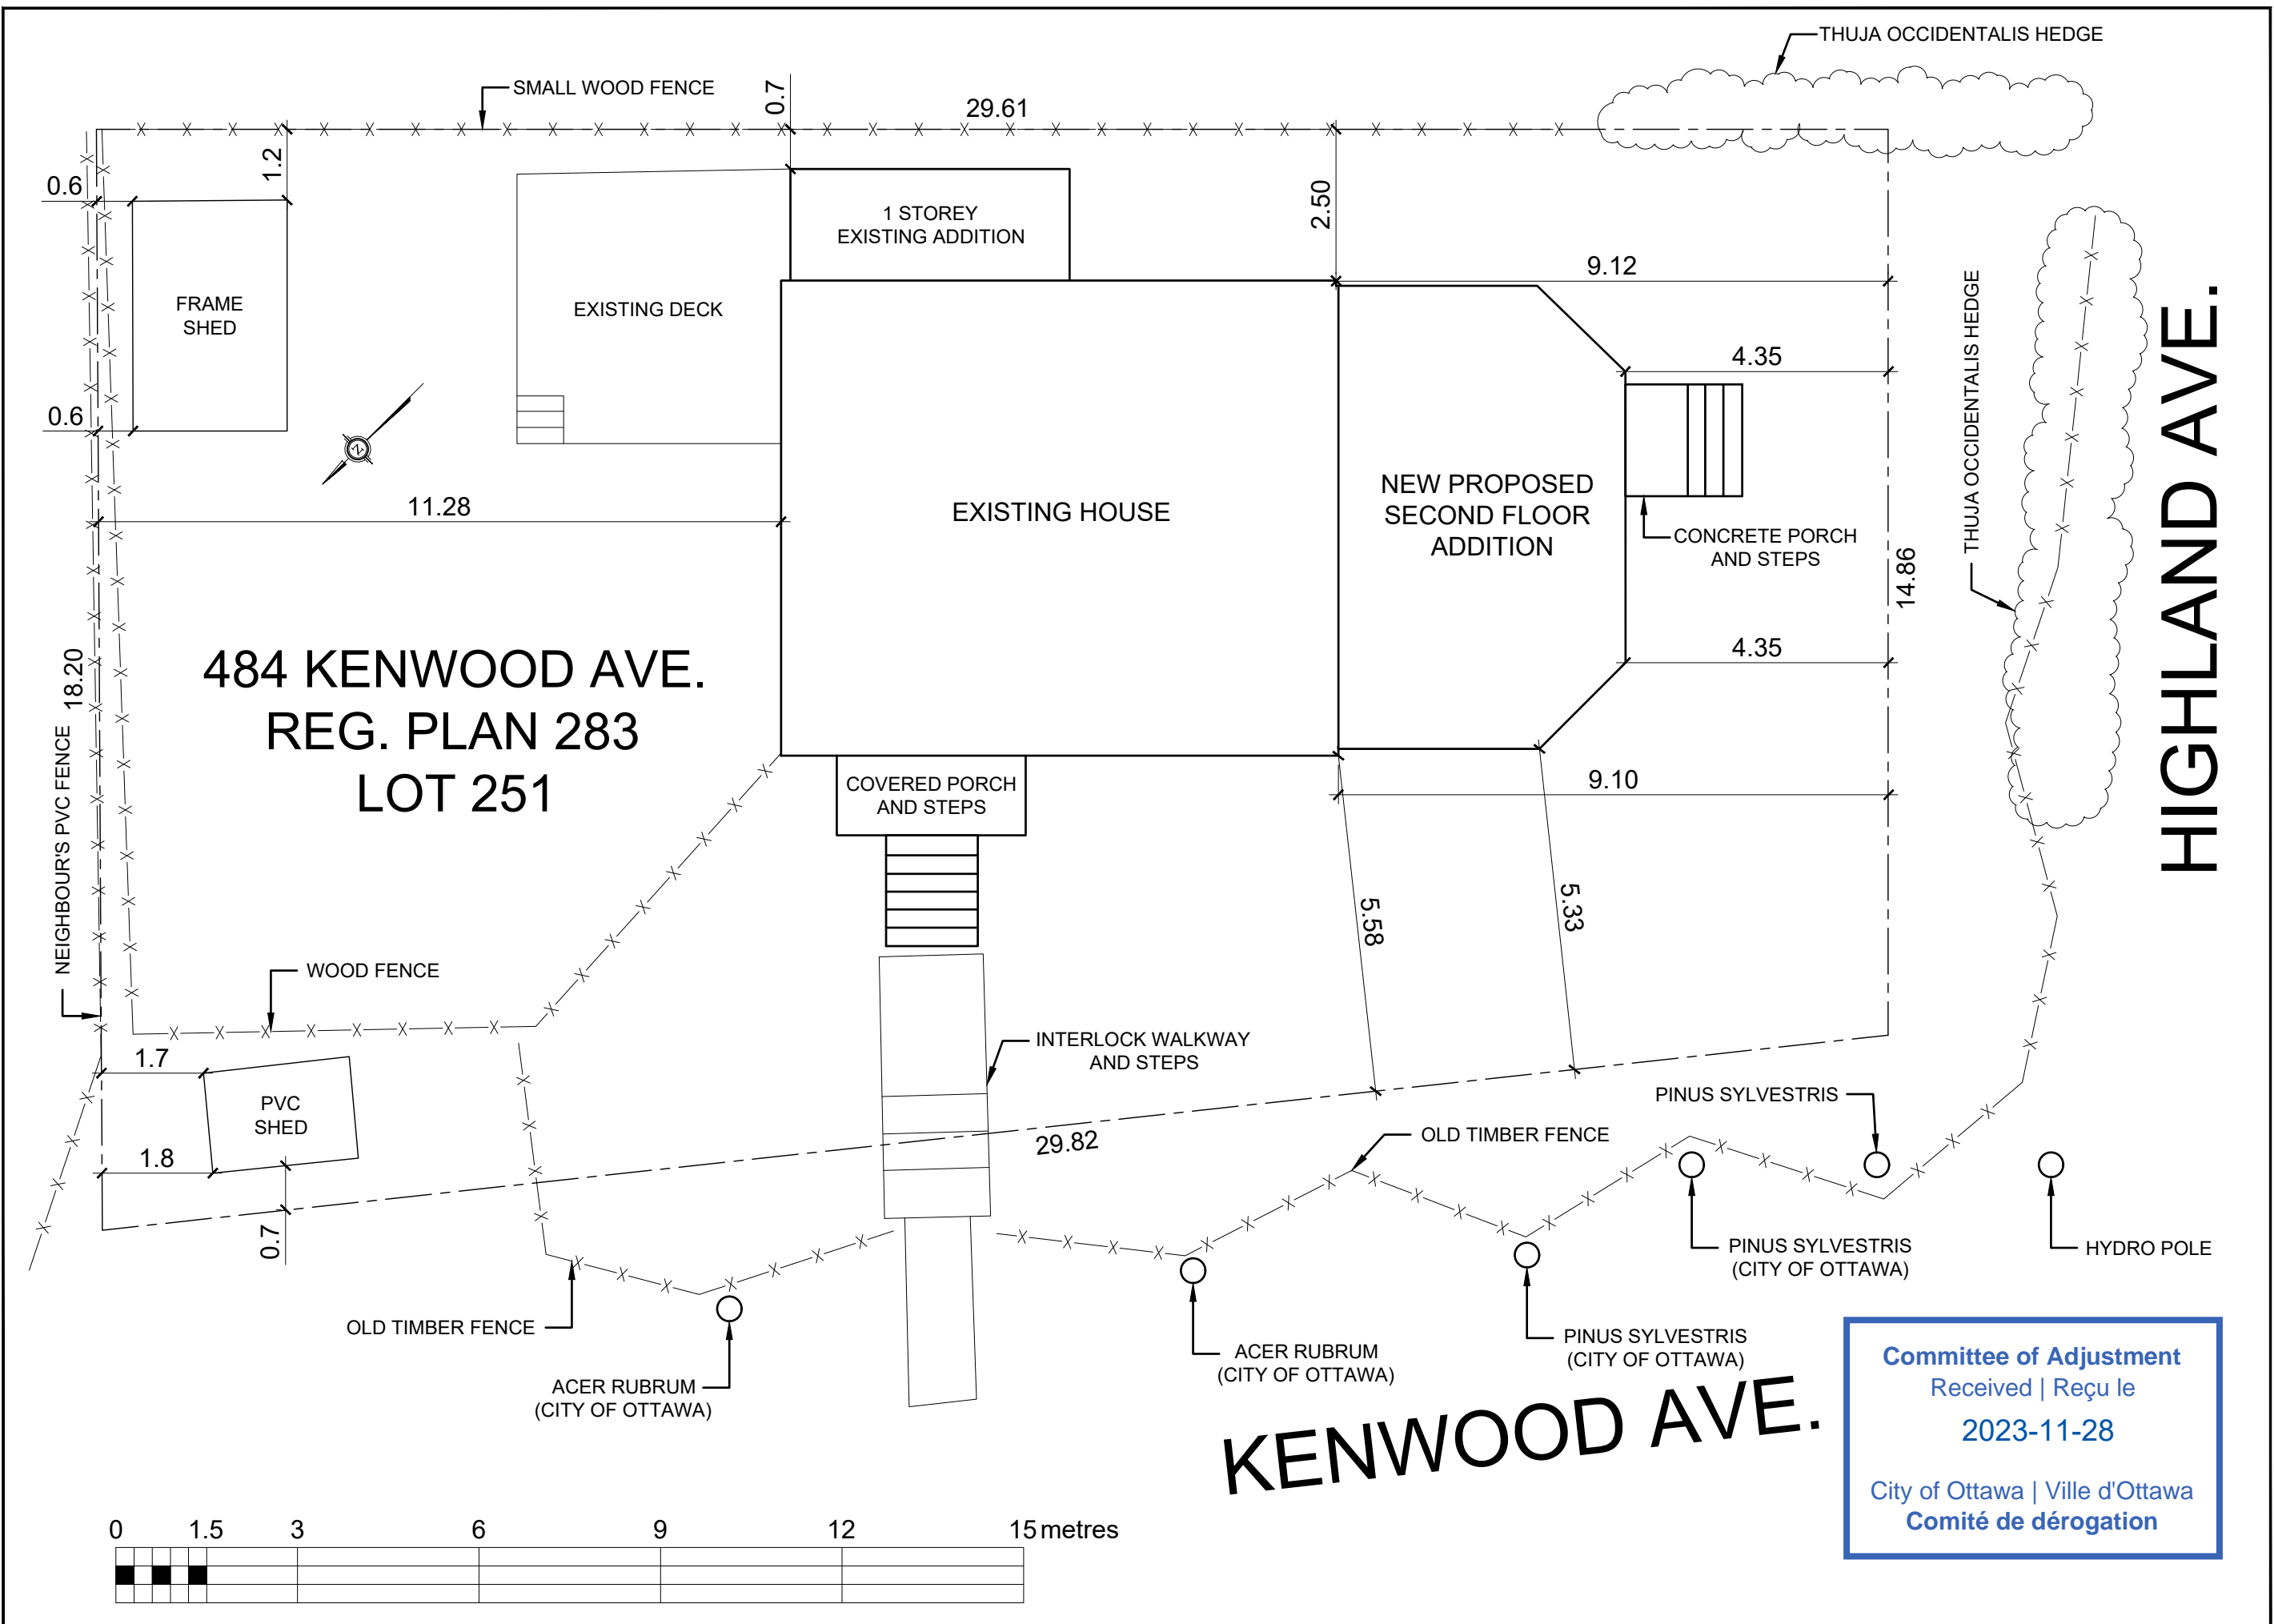 THUJA OCCIDENTALIS HEDGE
SMALL WOOD FENCE
0.7
29.61
1.2
0.6
2.50
1 STOREY
EXISTING ADDITION
9.12
FRAME
SHED
EXISTING DECK
THUJA OCCIDENTALIS HEDGE
HIGHLAND AVE.
4.35
0.6
N
11.28
EXISTING HOUSE
NEW PROPOSED
SECOND FLOOR
ADDITION
CONCRETE PORCH
AND STEPS
14.86
18.20
484 KENWOOD AVE.
REG. PLAN 283
LOT 251
4.35
NEIGHBOUR'S PVC FENCE
COVERED PORCH
AND STEPS
9.10
5.58
5.33
WOOD FENCE
1.7
INTERLOCK WALKWAY
AND STEPS
PVC
SHED
PINUS SYLVESTRIS
1.8
29.82
OLD TIMBER FENCE
0.7
PINUS SYLVESTRIS
(CITY OF OTTAWA)
HYDRO POLE
OLD TIMBER FENCE
ACER RUBRUM
(CITY OF OTTAWA)
PINUS SYLVESTRIS
(CITY OF OTTAWA)
ACER RUBRUM
(CITY OF OTTAWA)
KENWOOD AVE.
Committee of Adjustment
Received | Reçu le
2023-11-28
City of Ottawa | Ville d'Ottawa
Comité de dérogation
0 1.5 3 6 9 12 15 metres